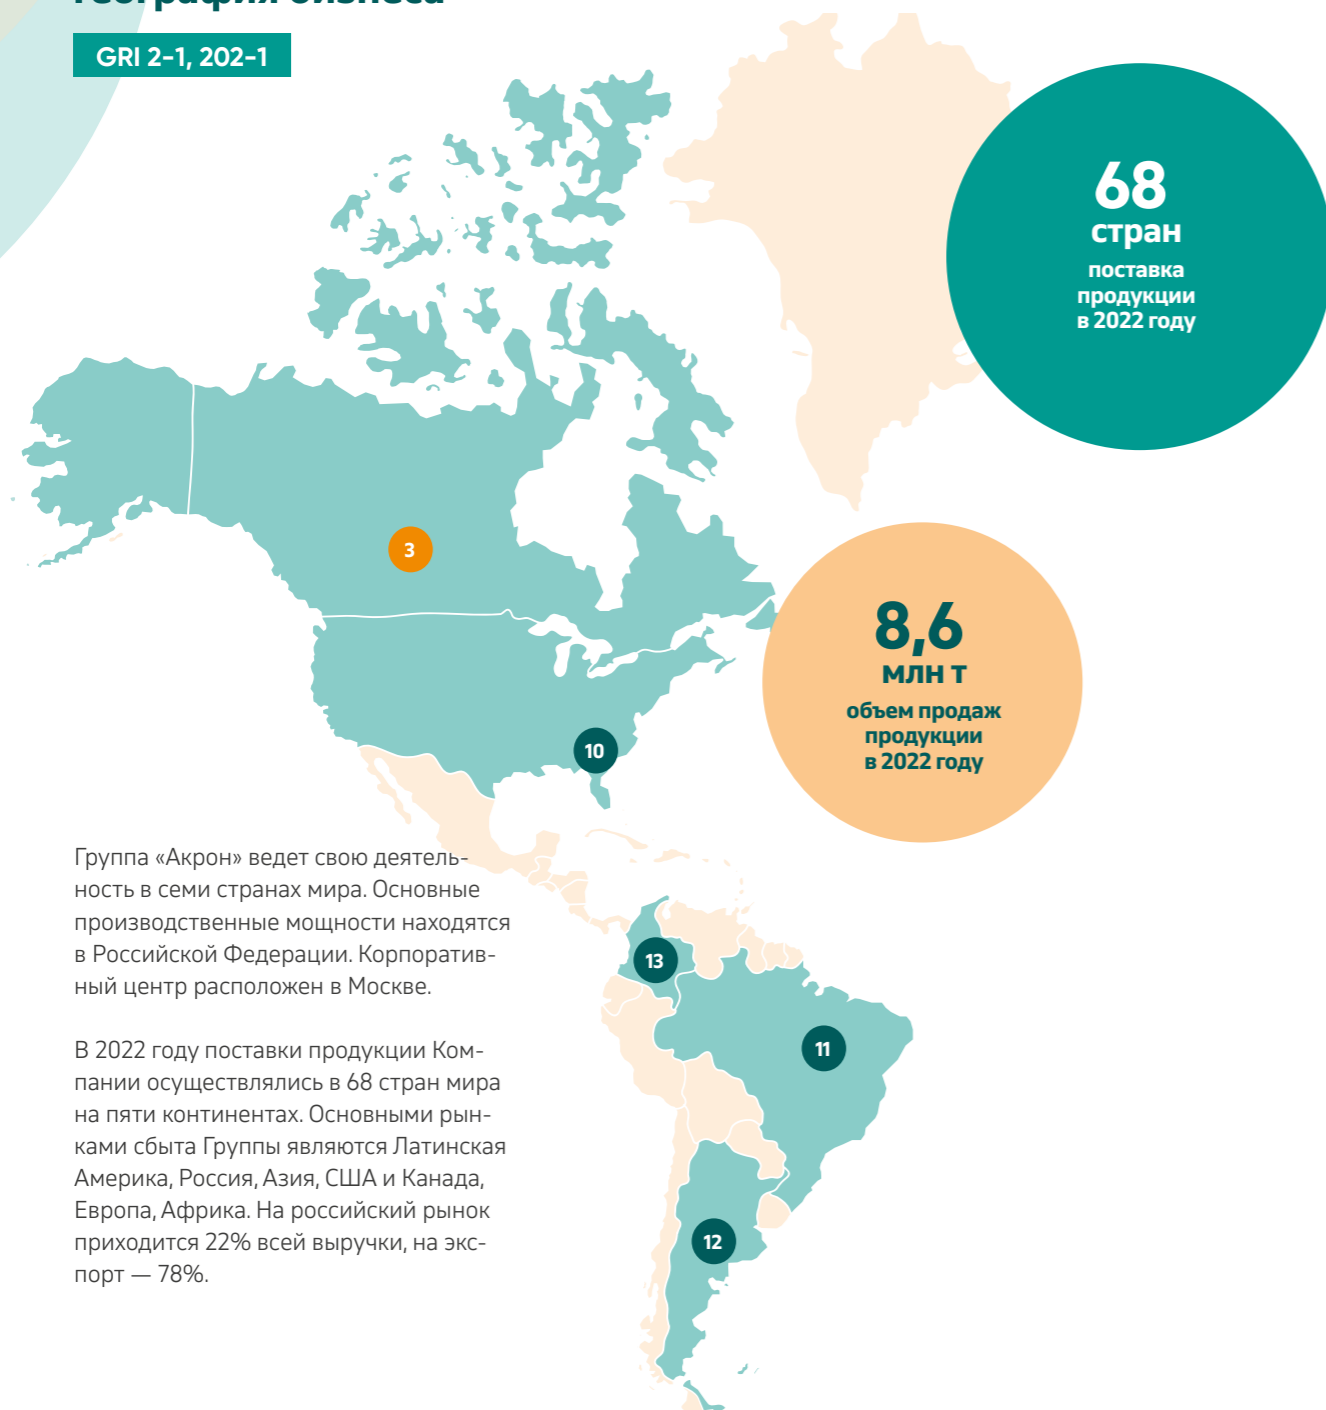 География бизнеса
GRI 2-1, 202-1
68
стран
поставка
продукции
в 2022 году
3
8,6
млн т
объем продаж
продукции
в 2022 году
10
Группа «Акрон» ведет свою деятель-
ность в семи странах мира. Основные
производственные мощности находятся
в Российской Федерации. Корпоратив-
ный центр расположен в Москве.
13
11
В 2022 году поставки продукции Ком-
пании осуществлялись в 68 стран мира
на пяти континентах. Основными рын-
ками сбыта Группы являются Латинская
Америка, Россия, Азия, США и Канада,
Европа, Африка. На российский рынок
приходится 22% всей выручки, на экс-
порт — 78%.
12